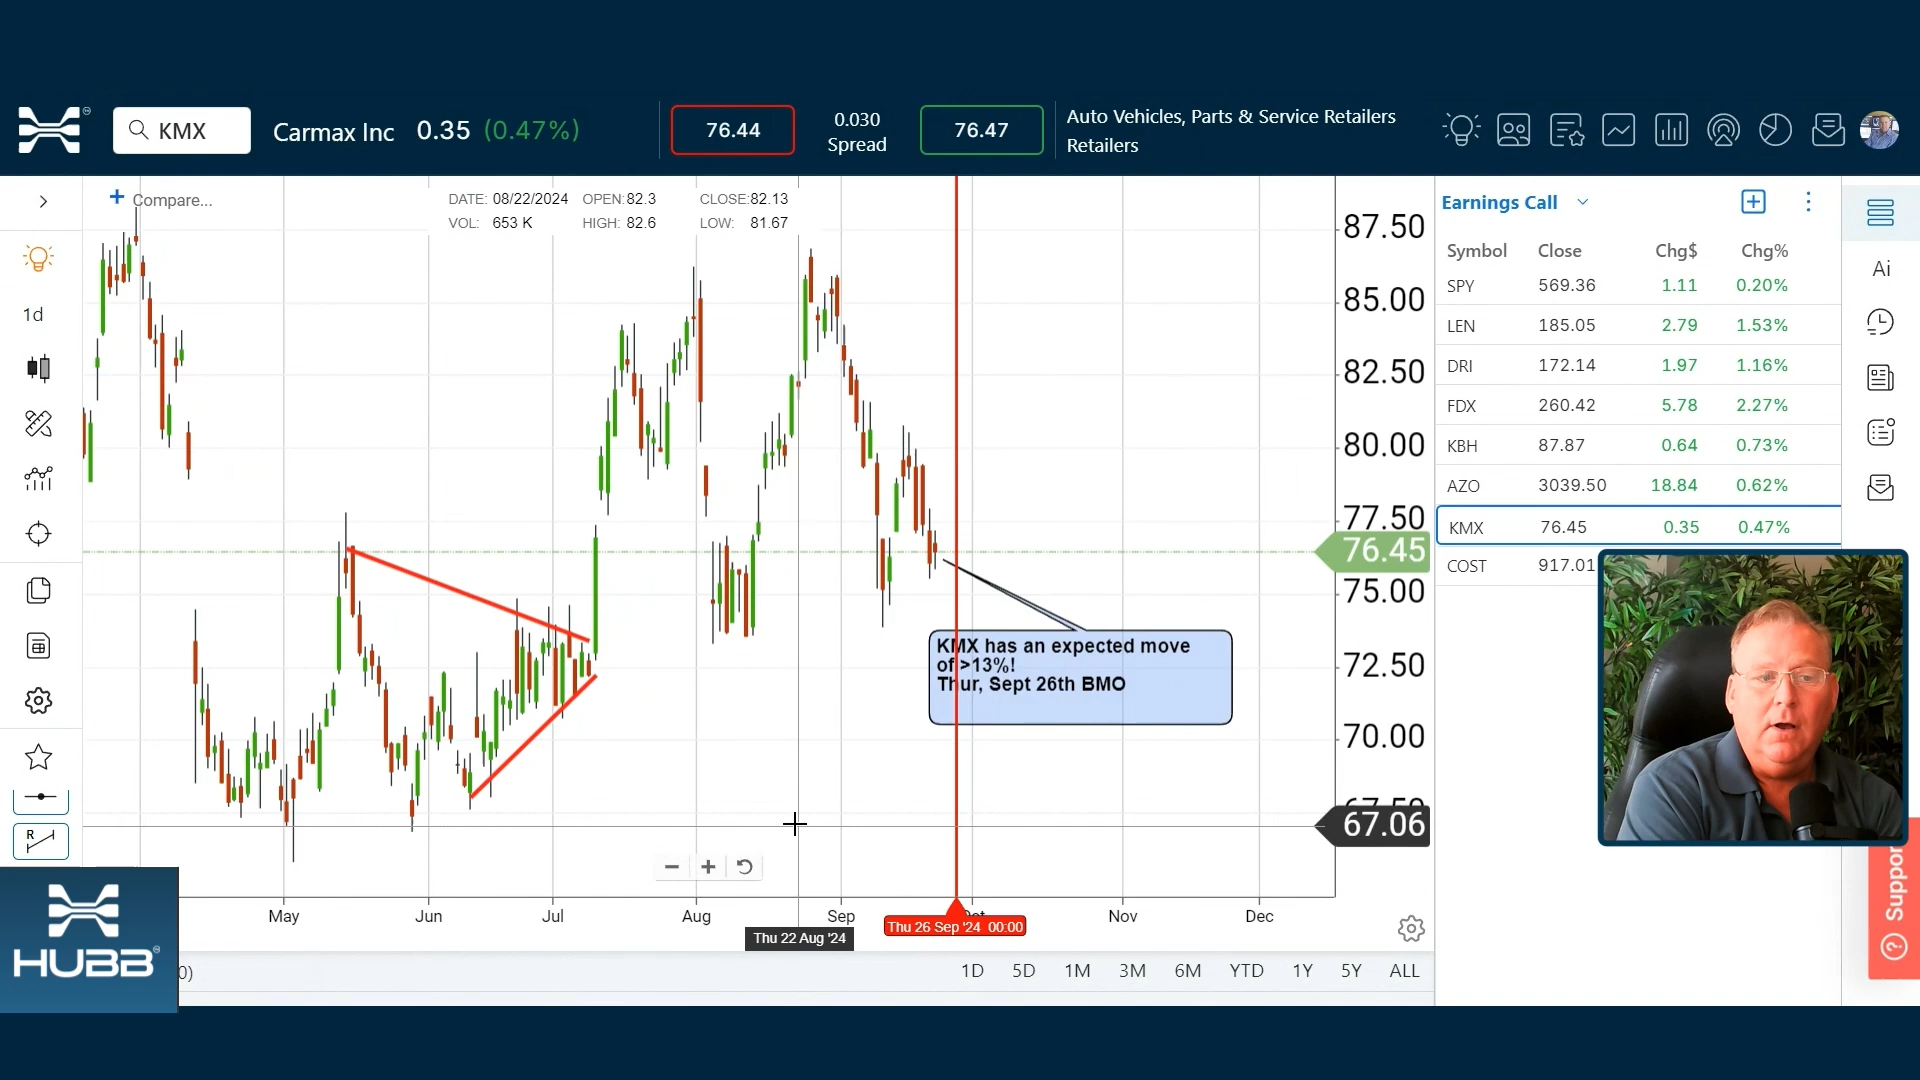 KMX
Carmax Inc 0.35 (0.47%)
76.44
0.030
Spread
76.47
Auto Vehicles, Parts & Service Retailers
Retailers
Compare...
DATE: 08/22/2024 OPEN:82.3 CLOSE:82.13
VOL: 653 K HIGH: 82.6 LOW: 81.67
1d
87.50
85.00
82.50
80.00
77.50
76.45
75.00
72.50
70.00
67.50
67.06
KMX has an expected move
of >13%!
Thur, Sept 26th BMO
May Jun Jul Aug Sep Oct Nov Dec
Thu 22 Aug '24
Thu 26 Sep '24 00:00
0)
1D 5D 1M 3M 6M YTD 1Y 5Y ALL
R
HUBB
Earnings Call
Symbol Close Chg$ Chg%
SPY 569.36 1.11 0.20%
LEN 185.05 2.79 1.53%
DRI 172.14 1.97 1.16%
FDX 260.42 5.78 2.27%
KBH 87.87 0.64 0.73%
AZO 3039.50 18.84 0.62%
KMX 76.45 0.35 0.47%
COST 917.01
Ai
Support